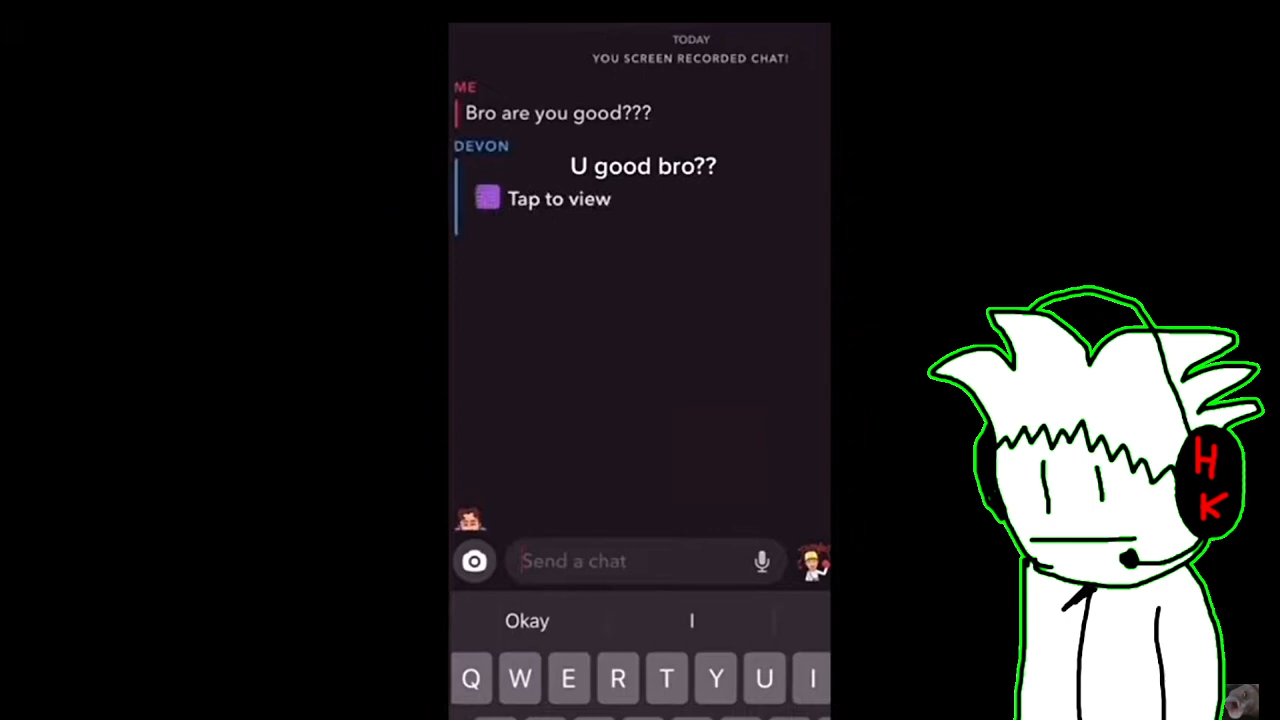 TODAY
YOU SCREEN RECORDED CHAT!
ME
Bro are you good???
DEVON
U good bro??
Tap to view
Send a chat
Okay
I
Q W E R T Y U I
H
K